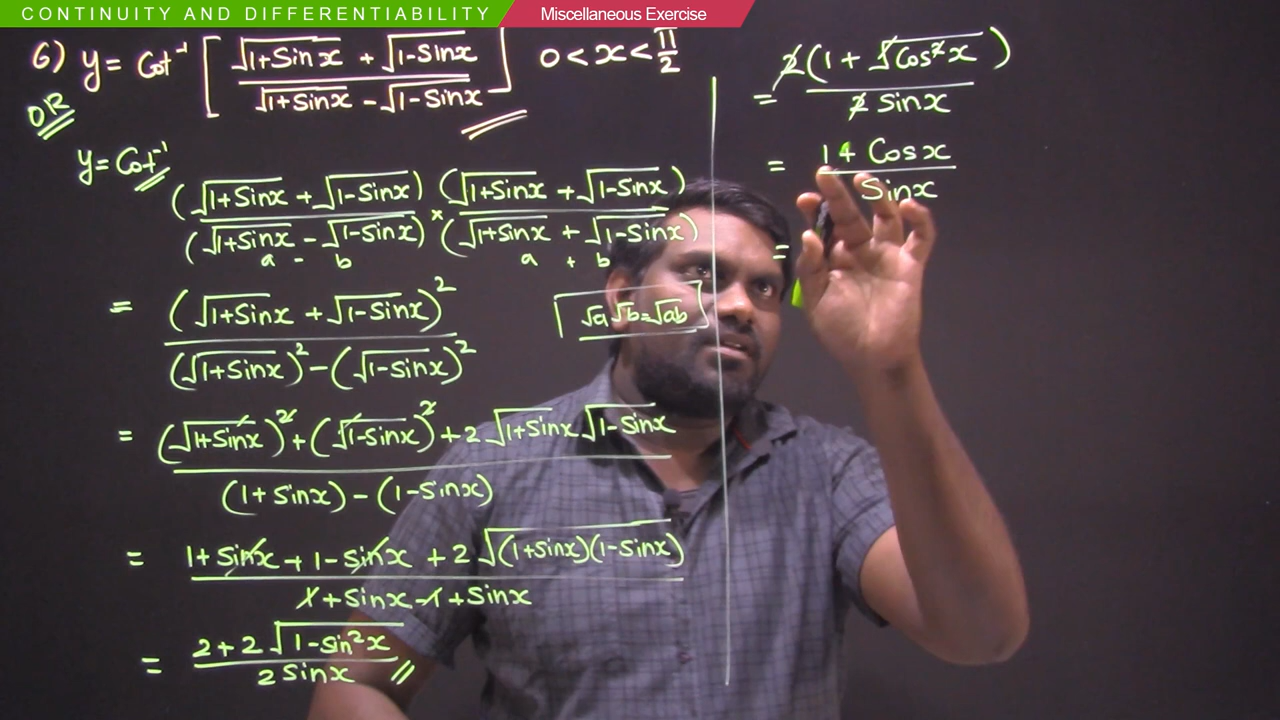 CONTINUITY AND DIFFERENTIABILITY Miscellaneous Exercise
6) y = Cot⁻¹ [ (√(1+Sinx) + √(1-Sinx)) / (√(1+Sinx) - √(1-Sinx)) ] 0 < x < π/2
OR
y = Cot⁻¹
(√(1+Sinx) + √(1-Sinx)) / (√(1+Sinx) - √(1-Sinx)) × (√(1+Sinx) + √(1-Sinx)) / (√(1+Sinx) + √(1-Sinx))
a - b a + b
= (√(1+Sinx) + √(1-Sinx))² / ((√(1+Sinx))² - (√(1-Sinx))²)
√a √b = √ab
= ((√(1+Sinx))² + (√(1-Sinx))² + 2 √(1+Sinx) √(1-Sinx)) / ((1+Sinx) - (1-Sinx))
= (1 + Sinx + 1 - Sinx + 2 √((1+Sinx)(1-Sinx))) / (1 + Sinx - 1 + Sinx)
= (2 + 2 √(1-Sin²x)) / (2 Sinx)
= 2(1 + √(Cos²x)) / (2 Sinx)
= (1 + Cosx) / Sinx
=